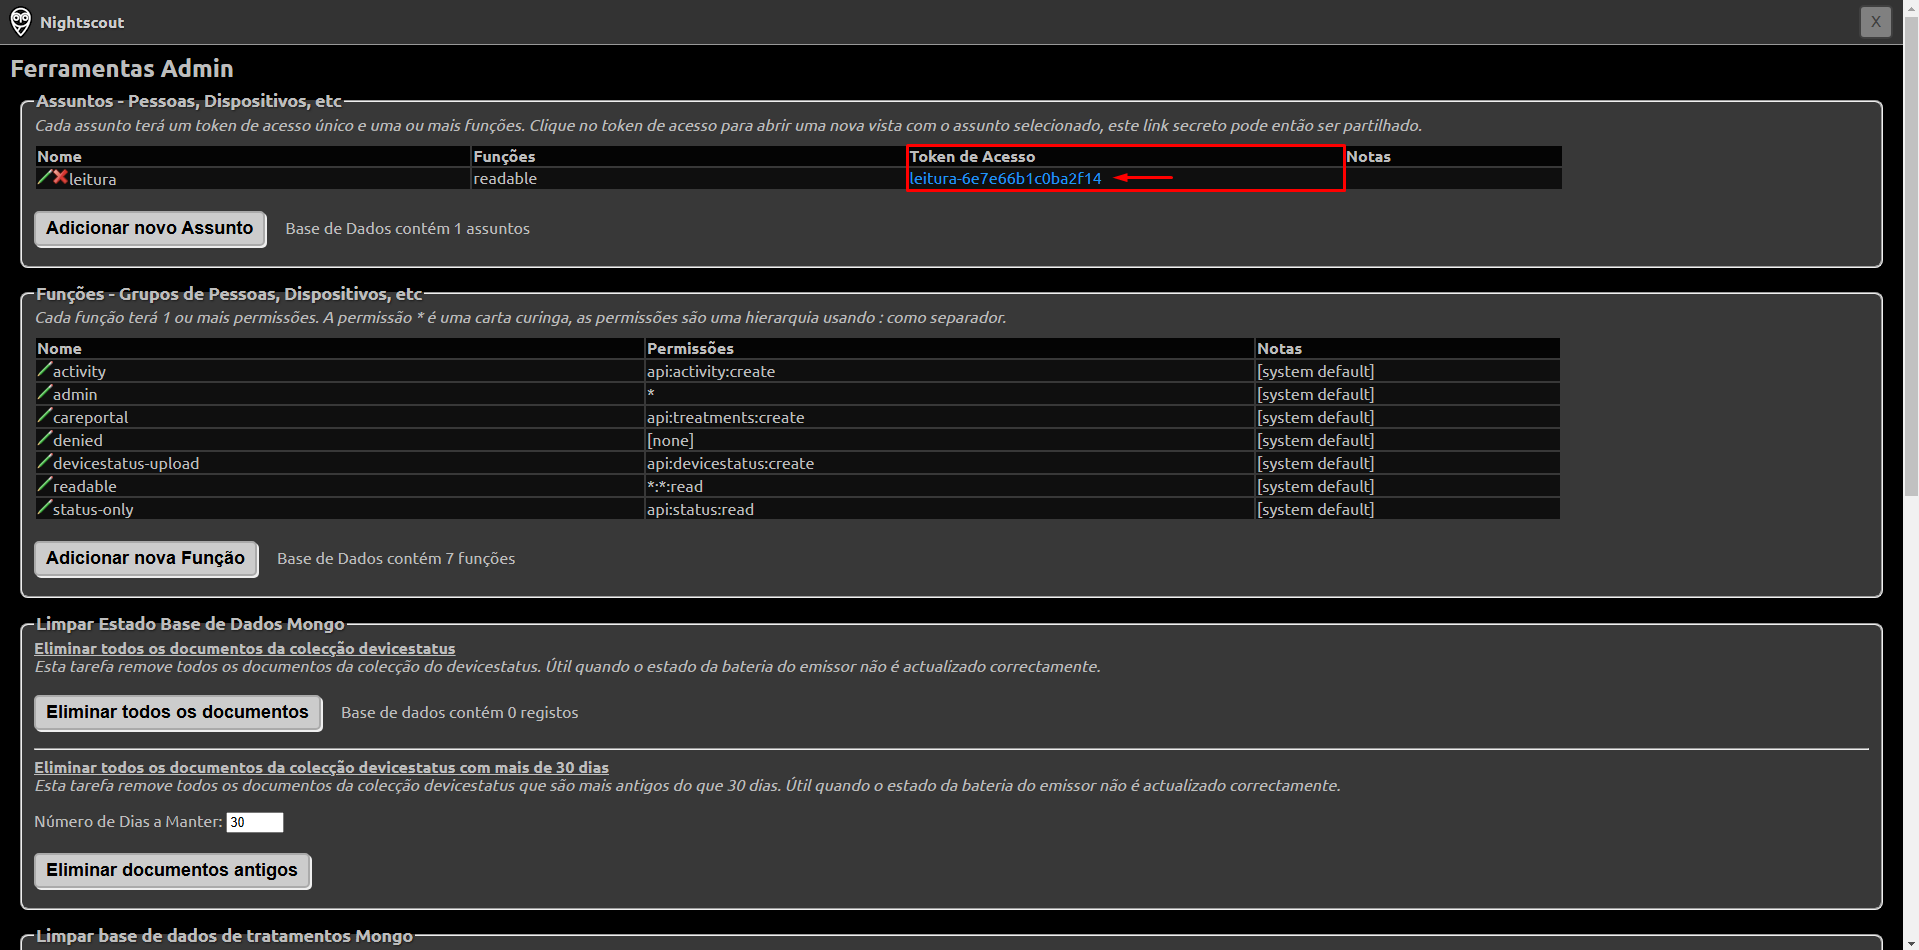 Nightscout
X
Ferramentas Admin
Assuntos - Pessoas, Dispositivos, etc
Cada assunto terá um token de acesso único e uma ou mais funções. Clique no token de acesso para abrir uma nova vista com o assunto selecionado, este link secreto pode então ser partilhado.
Nome Funções Token de Acesso Notas
leitura readable leitura-6e7e66b1c0ba2f14
Adicionar novo Assunto Base de Dados contém 1 assuntos
Funções - Grupos de Pessoas, Dispositivos, etc
Cada função terá 1 ou mais permissões. A permissão * é uma carta curinga, as permissões são uma hierarquia usando : como separador.
Nome Permissões Notas
activity api:activity:create [system default]
admin * [system default]
careportal api:treatments:create [system default]
denied [none] [system default]
devicestatus-upload api:devicestatus:create [system default]
readable *:*:read [system default]
status-only api:status:read [system default]
Adicionar nova Função Base de Dados contém 7 funções
Limpar Estado Base de Dados Mongo
Eliminar todos os documentos da colecção devicestatus
Esta tarefa remove todos os documentos da colecção do devicestatus. Útil quando o estado da bateria do emissor não é actualizado correctamente.
Eliminar todos os documentos Base de dados contém 0 registos
Eliminar todos os documentos da colecção devicestatus com mais de 30 dias
Esta tarefa remove todos os documentos da colecção devicestatus que são mais antigos do que 30 dias. Útil quando o estado da bateria do emissor não é actualizado correctamente.
Número de Dias a Manter: 30
Eliminar documentos antigos
Limpar base de dados de tratamentos Mongo